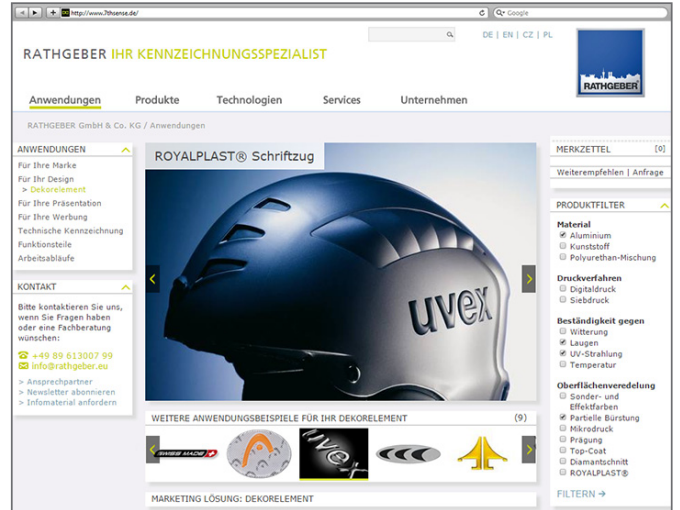 http://www.7thsense.de/
Google
DE | EN | CZ | PL
RATHGEBER IHR KENNZEICHNUNGSSPEZIALIST
RATHGEBER
Anwendungen
Produkte
Technologien
Services
Unternehmen
RATHGEBER GmbH & Co. KG / Anwendungen
ANWENDUNGEN
Für Ihre Marke
Für Ihr Design
> Dekorelement
Für Ihre Präsentation
Für Ihre Werbung
Technische Kennzeichnung
Funktionsteile
Arbeitsabläufe
KONTAKT
Bitte kontaktieren Sie uns,
wenn Sie Fragen haben
oder eine Fachberatung
wünschen:
+49 89 613007 99
info@rathgeber.eu
> Ansprechpartner
> Newsletter abonnieren
> Infomaterial anfordern
ROYALPLAST® Schriftzug
uvex
WEITERE ANWENDUNGSBEISPIELE FÜR IHR DEKORELEMENT (9)
SWISS MADE
uvex
MARKETING LÖSUNG: DEKORELEMENT
MERKZETTEL [0]
Weiterempfehlen | Anfrage
PRODUKTFILTER
Material
Aluminium
Kunststoff
Polyurethan-Mischung
Druckverfahren
Digitaldruck
Siebdruck
Beständigkeit gegen
Witterung
Laugen
UV-Strahlung
Temperatur
Oberflächenveredelung
Sonder- und
Effektfarben
Partielle Bürstung
Mikrodruck
Prägung
Top-Coat
Diamantschnitt
ROYALPLAST®
FILTERN →